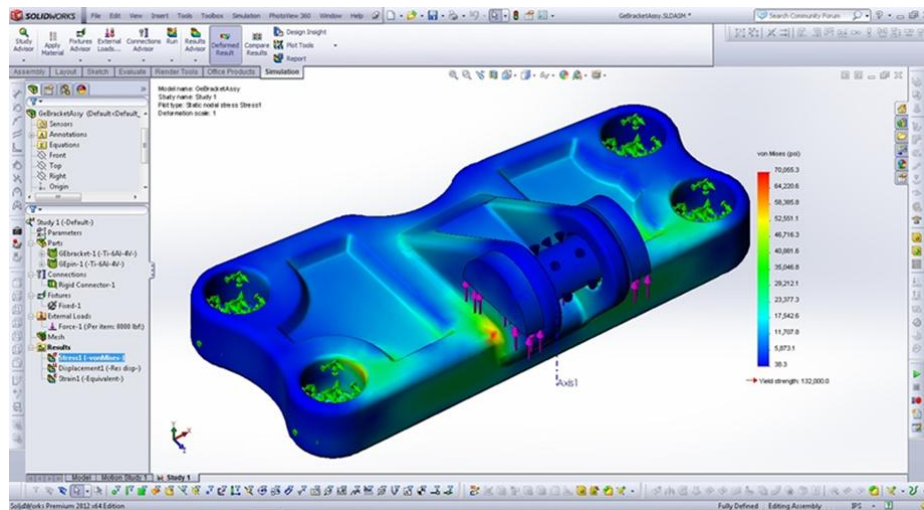 SOLIDWORKS File Edit View Insert Tools Toolbox Simulation PhotoView 360 Window Help
GeBracketAssy.SLDASM *
Search Community Forum
Study Advisor
Apply Material
Fixtures Advisor
External Loads...
Connections Advisor
Run
Results Advisor
Deformed Result
Compare Results
Design Insight
Plot Tools
Report
Assembly Layout Sketch Evaluate Render Tools Office Products Simulation
Model name: GeBracketAssy
Study name: Study 1
Plot type: Static nodal stress Stress1
Deformation scale: 1
GeBracketAssy (Default<Default_
Sensors
Annotations
Equations
Front
Top
Right
Origin
Study 1 (-Default-)
Parameters
Parts
GEbracket-1 (-Ti-6Al-4V-)
GEpin-1 (-Ti-6Al-4V-)
Connections
Rigid Connector-1
Fixtures
Fixed-1
External Loads
Force-1 (:Per item: 8000 lbf:)
Mesh
Results
Stress1 (-vonMises-)
Displacement1 (-Res disp-)
Strain1 (-Equivalent-)
von Mises (psi)
70,055.3
64,220.6
58,385.8
52,551.1
46,716.3
40,881.6
35,046.8
29,212.1
23,377.3
17,542.6
11,707.8
5,873.1
38.3
Yield strength: 132,000.0
Axis1
Model Motion Study 1 Study 1
SolidWorks Premium 2012 x64 Edition
Fully Defined Editing Assembly IPS